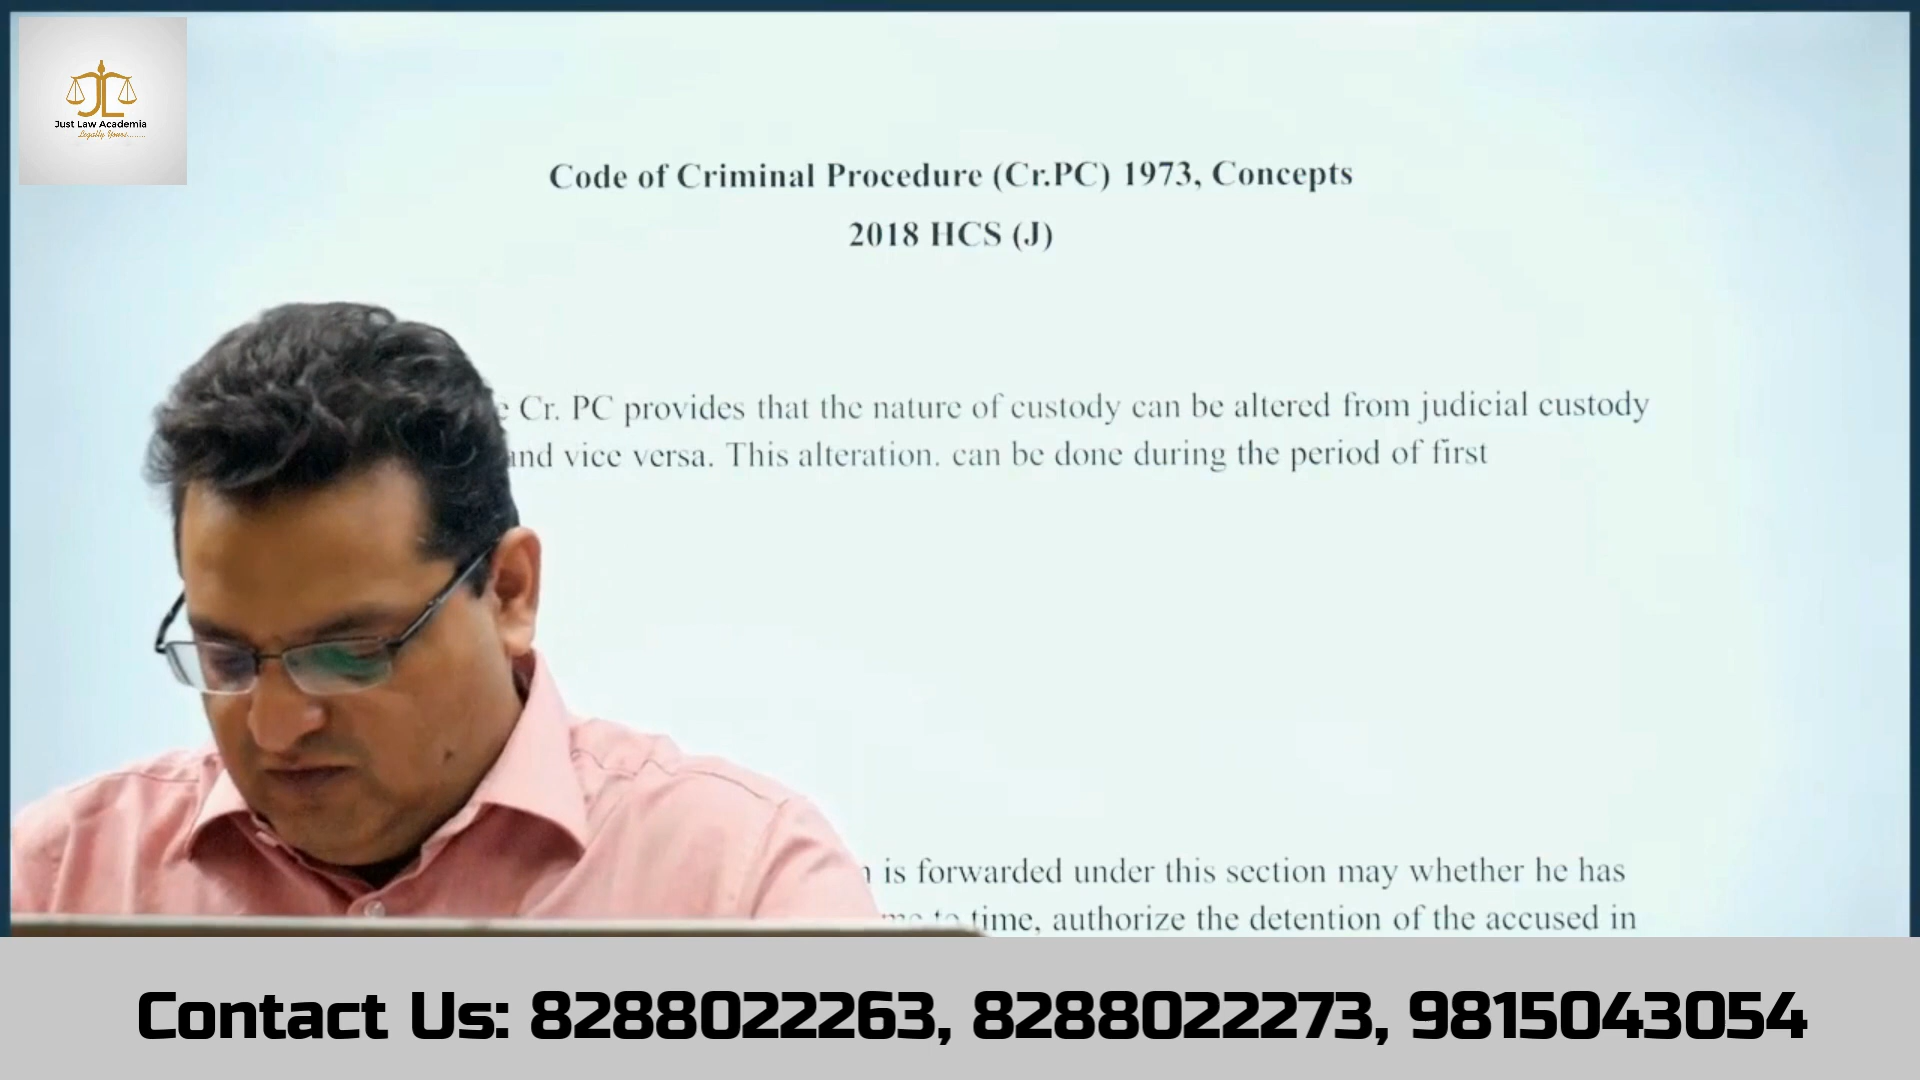 Just Law Academia
Legally Yours........
Code of Criminal Procedure (Cr.PC) 1973, Concepts
2018 HCS (J)
Cr. PC provides that the nature of custody can be altered from judicial custody
and vice versa. This alteration. can be done during the period of first
is forwarded under this section may whether he has
to time, authorize the detention of the accused in
Contact Us: 8288022263, 8288022273, 9815043054